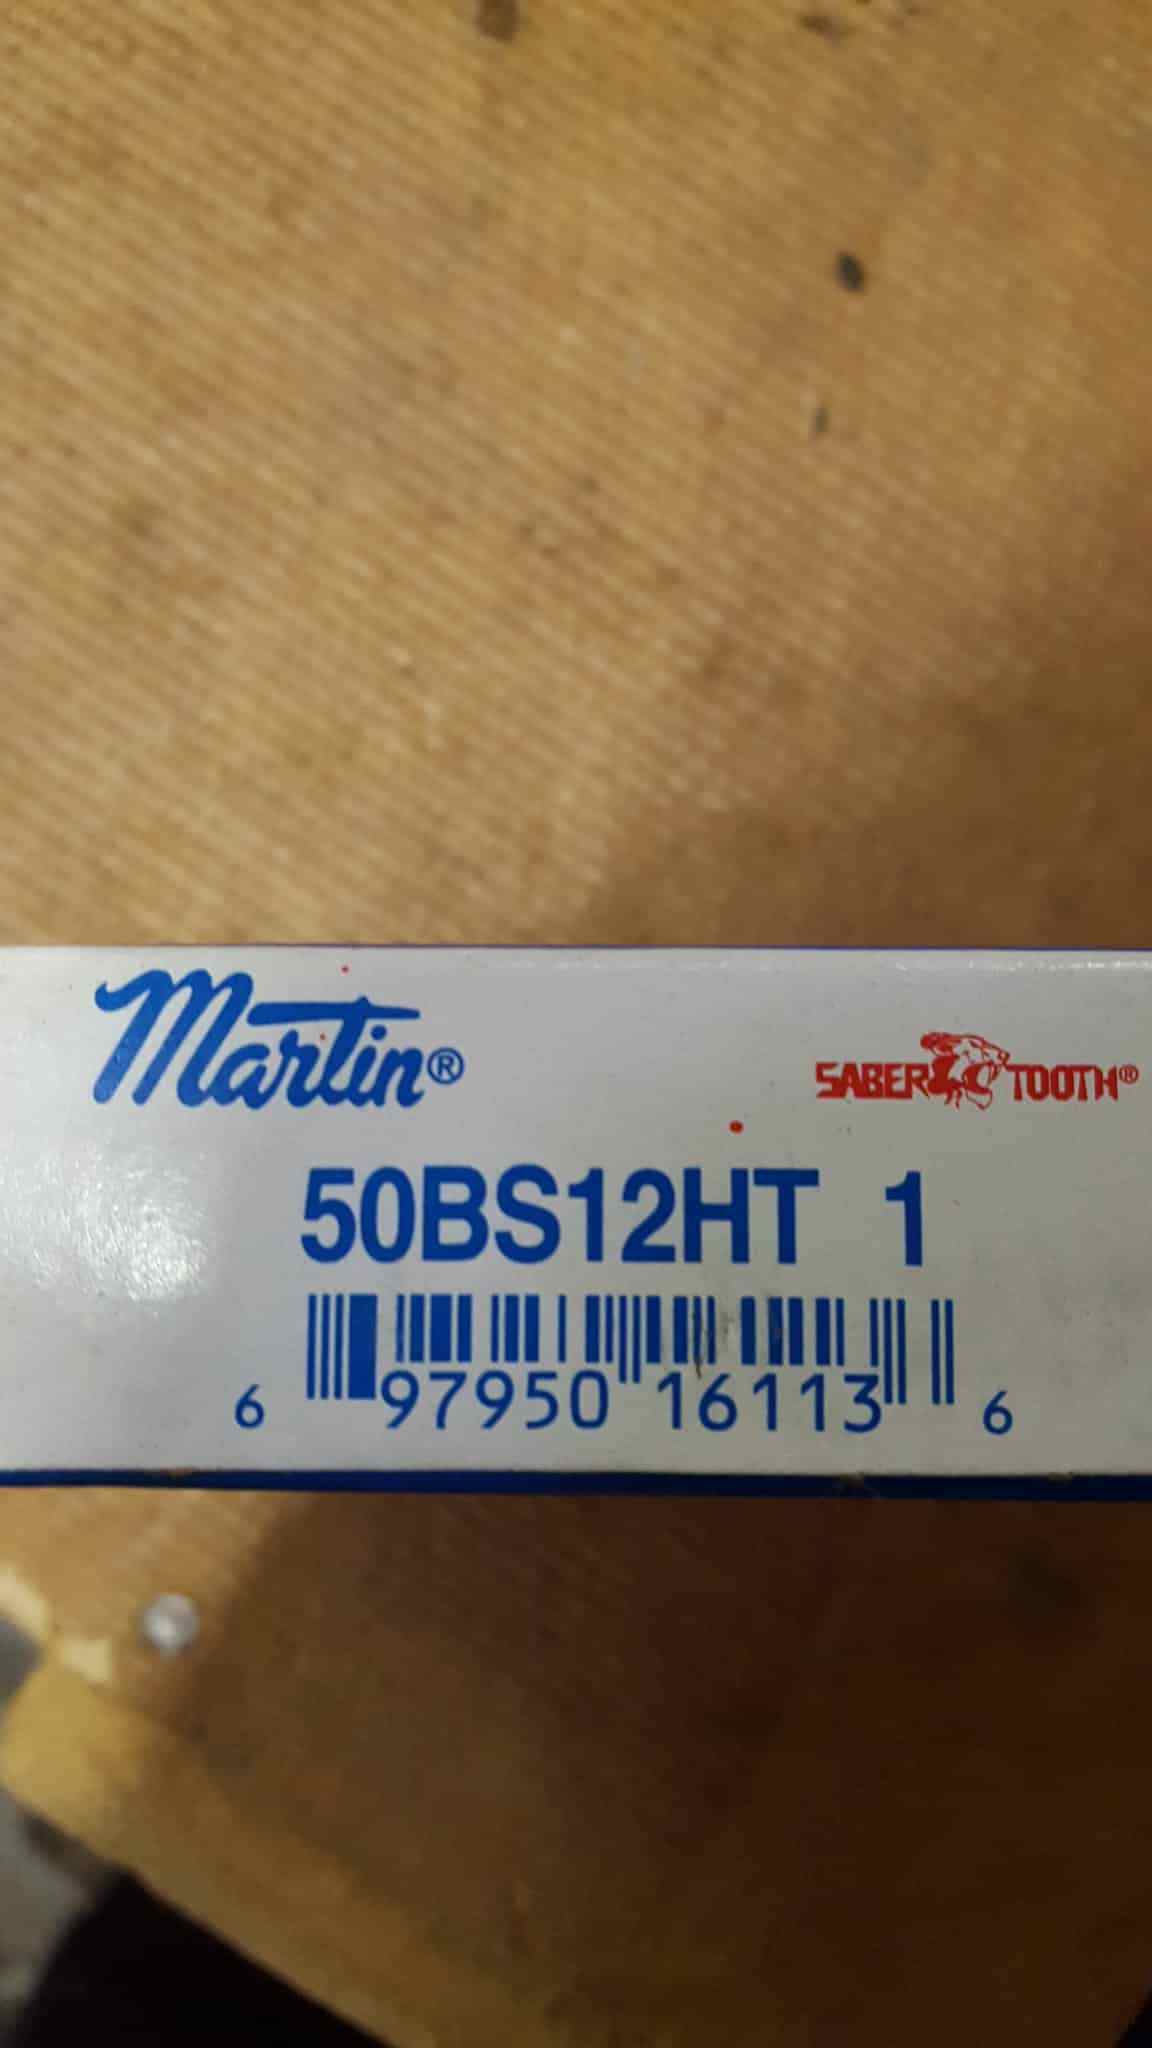 Martin®
SABER TOOTH®
50BS12HT 1
6 97950 16113 6